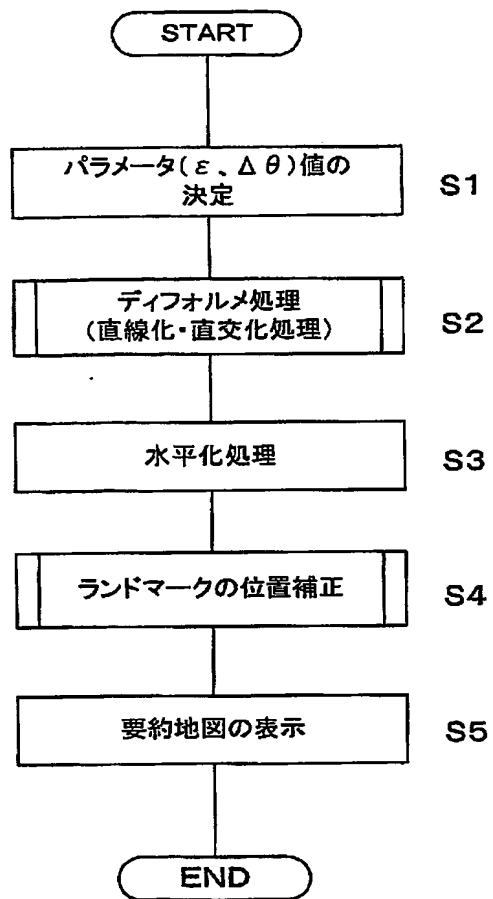 START
パラメータ(ε、Δθ)値の
決定
S1
ディフォルメ処理
(直線化・直交化処理)
S2
水平化処理
S3
ランドマークの位置補正
S4
要約地図の表示
S5
END